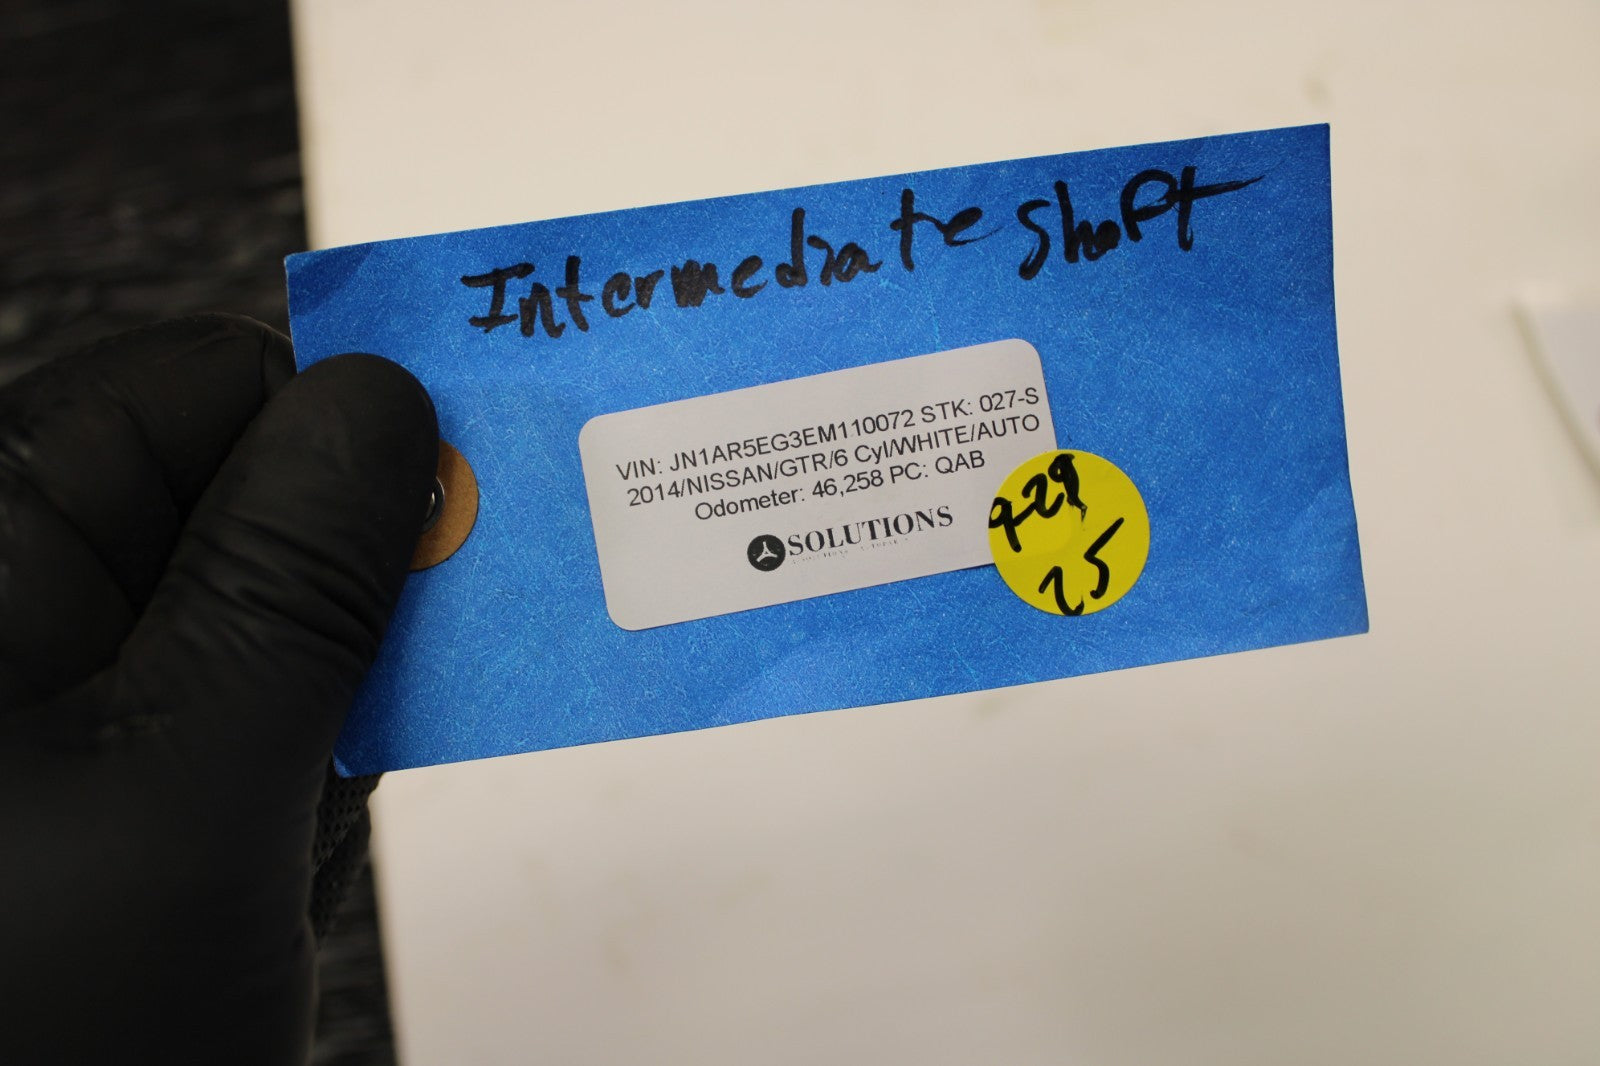 Intermediate Shaft
VIN: JN1AR5EG3EM110072 STK: 027-S
2014/NISSAN/GTR/6 Cyl/WHITE/AUTO
Odometer: 46,258 PC: QAB
SOLUTIONS
929
25